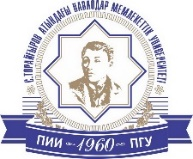 С.ТОРАЙҒЫРОВ АТЫНДАҒЫ ПАВЛОДАР МЕМЛЕКЕТТІК УНИВЕРСИТЕТІ
ПМУ 1960 ПГУ